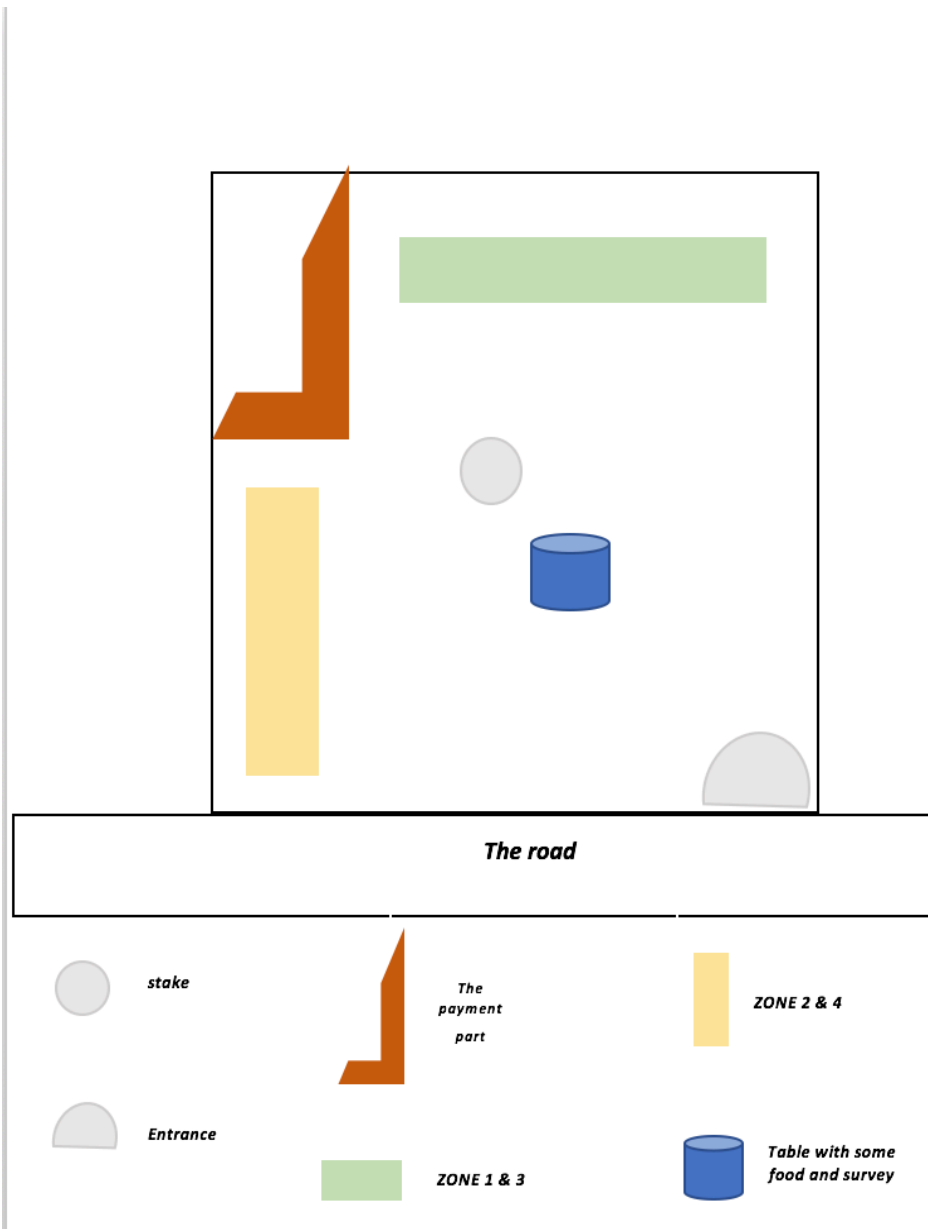 The road
stake
The
payment
part
ZONE 2 & 4
Entrance
ZONE 1 & 3
Table with some
food and survey